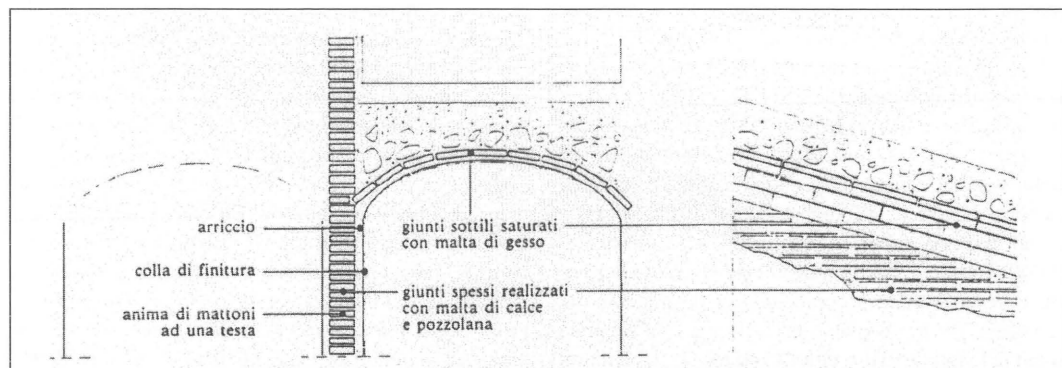 arriccio
colla di finitura
anima di mattoni
ad una testa
giunti sottili saturati
con malta di gesso
giunti spessi realizzati
con malta di calce
e pozzolana